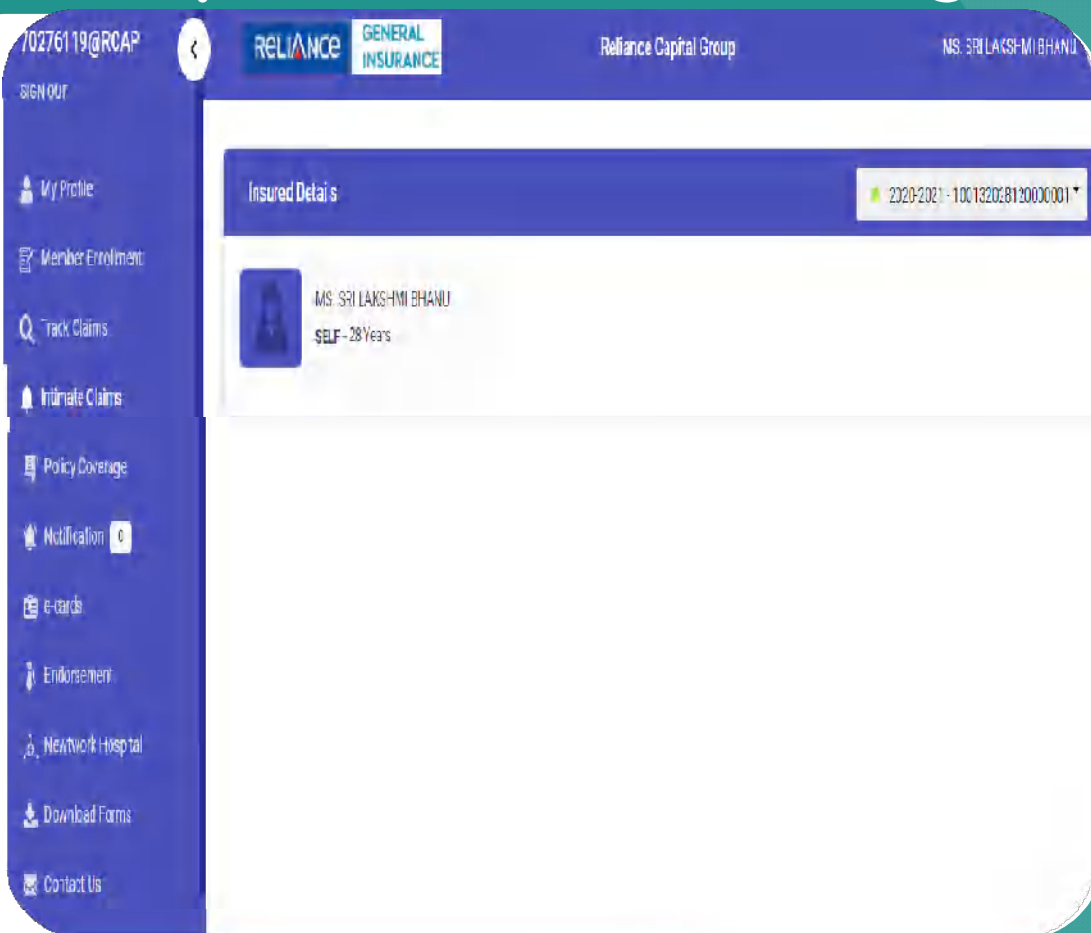 70276119@RCAP
SIGN OUT
My Profile
Member Enrollment
Track Claims
Intimate Claims
Policy Coverage
Notification 0
e-cards
Endorsement
Newtwork Hospital
Download Forms
Contact Us
RELIANCE GENERAL INSURANCE
Reliance Capital Group
MS. SRI LAKSHMI BHANU
Insured Details
2020-2021 - 100132028120000001
MS. SRI LAKSHMI BHANU
SELF - 28 Years